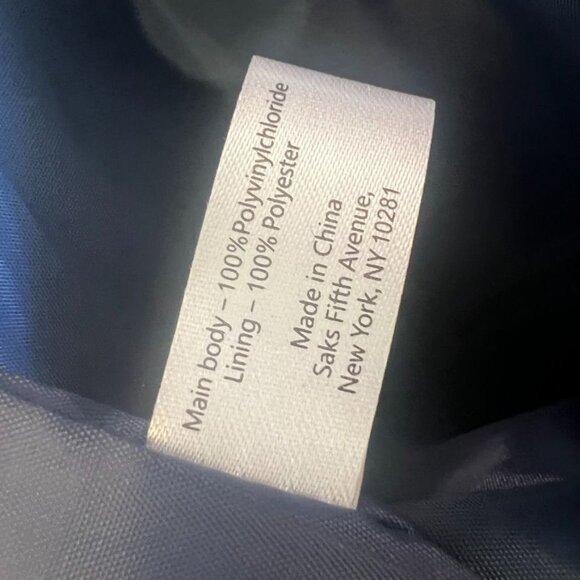 Main body – 100%Polyvinylchloride
Lining – 100% Polyester
Made in China
Saks Fifth Avenue,
New York, NY 10281